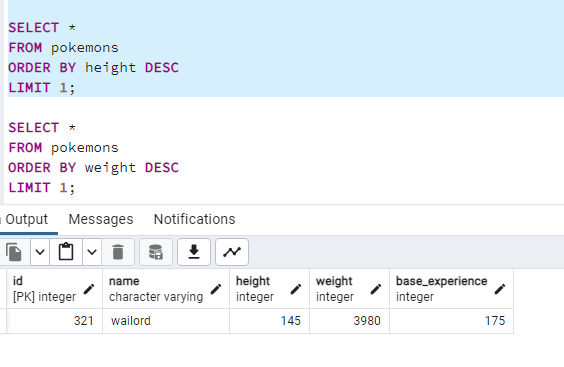 SELECT *
FROM pokemons
ORDER BY height DESC
LIMIT 1;
SELECT *
FROM pokemons
ORDER BY weight DESC
LIMIT 1;
Output Messages Notifications
id name height weight base_experience
[PK] integer character varying integer integer integer
321 wailord 145 3980 175